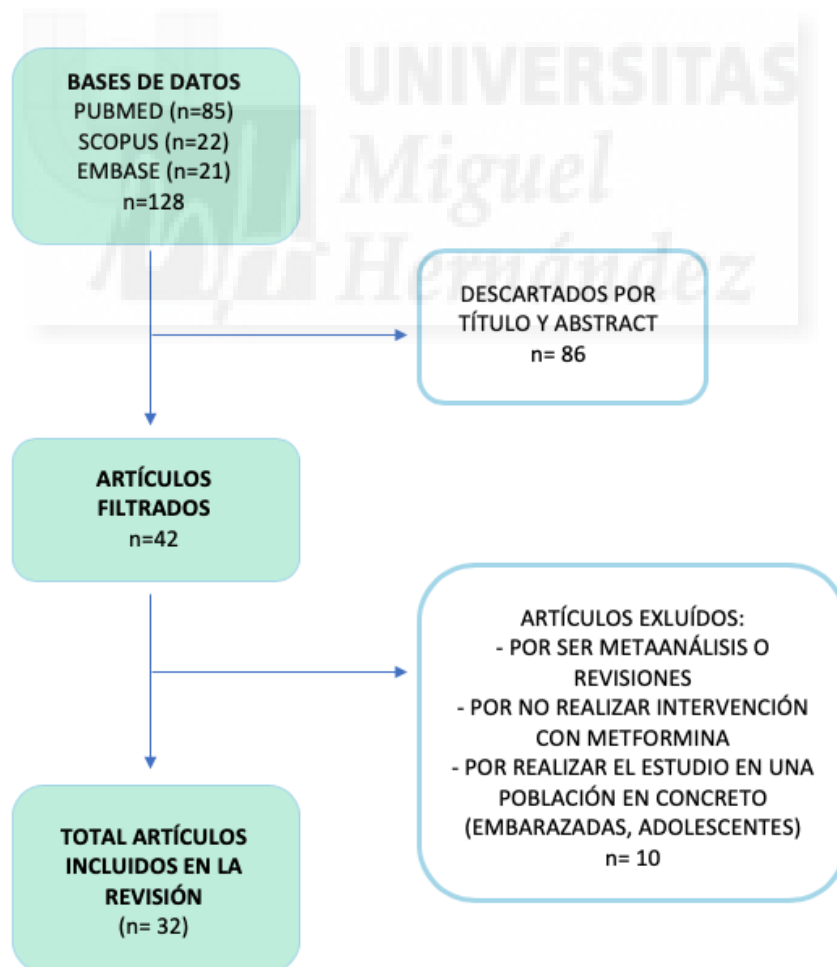 UNIVERSITAS
Miguel
Hernández
BASES DE DATOS
PUBMED (n=85)
SCOPUS (n=22)
EMBASE (n=21)
n=128
DESCARTADOS POR
TÍTULO Y ABSTRACT
n= 86
ARTÍCULOS
FILTRADOS
n=42
ARTÍCULOS EXLUÍDOS:
- POR SER METAANÁLISIS O
REVISIONES
- POR NO REALIZAR INTERVENCIÓN
CON METFORMINA
- POR REALIZAR EL ESTUDIO EN UNA
POBLACIÓN EN CONCRETO
(EMBARAZADAS, ADOLESCENTES)
n= 10
TOTAL ARTÍCULOS
INCLUIDOS EN LA
REVISIÓN
(n= 32)